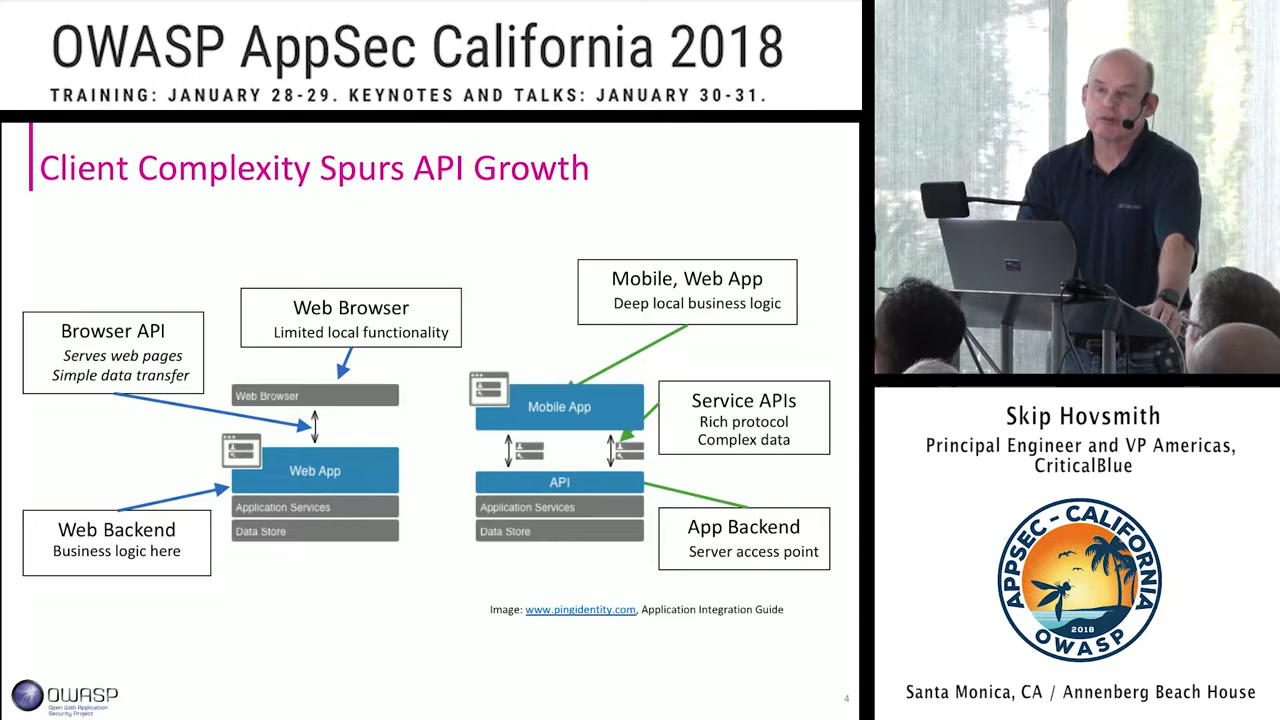 OWASP AppSec California 2018
TRAINING: JANUARY 28-29. KEYNOTES AND TALKS: JANUARY 30-31.
Client Complexity Spurs API Growth
Browser API
Serves web pages
Simple data transfer
Web Browser
Limited local functionality
Web Browser
Web App
Application Services
Data Store
Web Backend
Business logic here
Mobile, Web App
Deep local business logic
Mobile App
Service APIs
Rich protocol
Complex data
API
Application Services
Data Store
App Backend
Server access point
Image: www.pingidentity.com, Application Integration Guide
OWASP
Open Web Application
Security Project
4
Skip Hovsmith
Principal Engineer and VP Americas,
CriticalBlue
APPSEC - CALIFORNIA
2018
OWASP
Santa Monica, CA / Annenberg Beach House